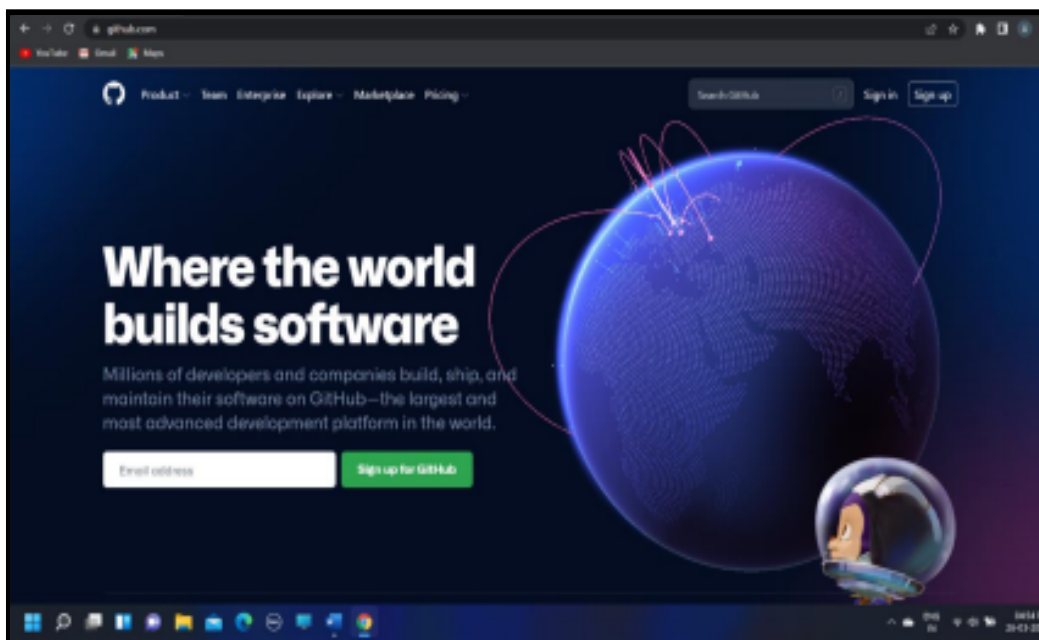 github.com
YouTube Gmail Maps
Product Team Enterprise Explore Marketplace Pricing
Search GitHub / Sign in Sign up
Where the world
builds software
Millions of developers and companies build, ship, and
maintain their software on GitHub—the largest and
most advanced development platform in the world.
Email address Sign up for GitHub
ENG
IN